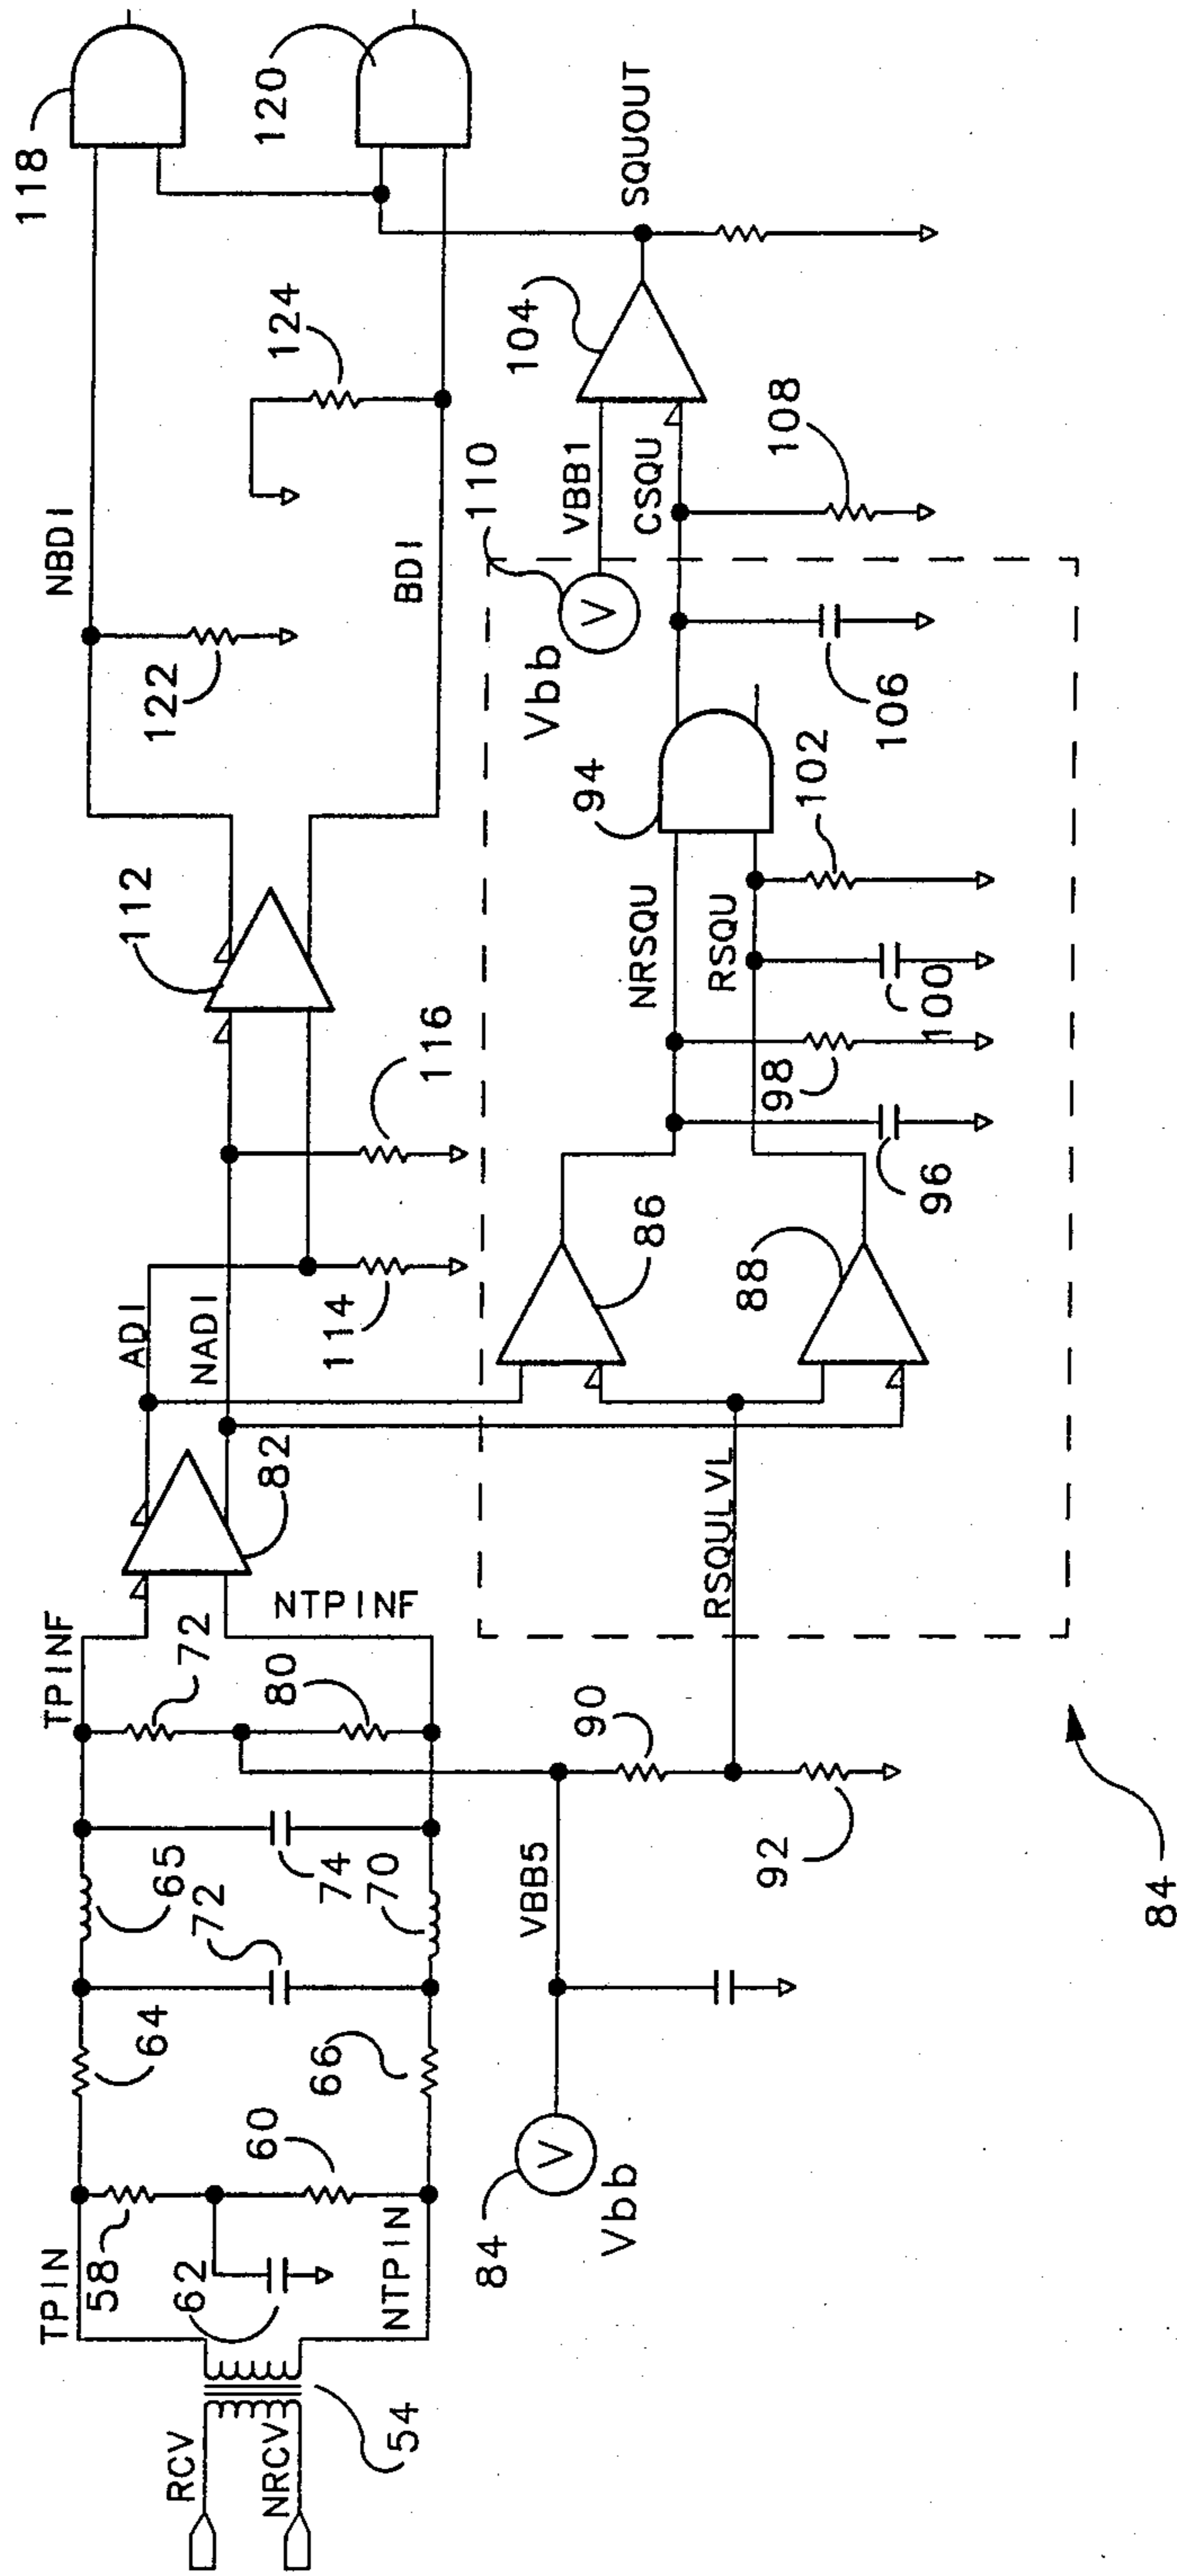 RCV
NRCV
54
TPIN
58
62
NTPIN
60
64
66
72
65
74
70
TPINF
72
80
NTPINF
82
84
Vbb
VBB5
90
92
RSQULVL
ADI
NADI
114
116
112
86
88
96
98
100
102
NRSQU
RSQU
94
106
108
Vbb
V
V
110
VBB1
CSQU
104
SQUOUT
NBDI
122
BDI
124
118
120
84